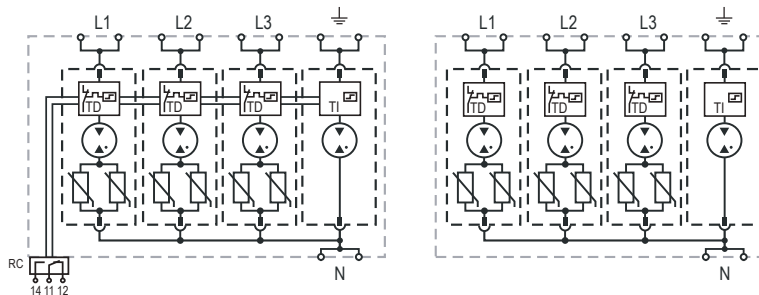 L1 L2 L3 L1 L2 L3
TD TD TD TI TD TD TD TI
RC
14 11 12
N N